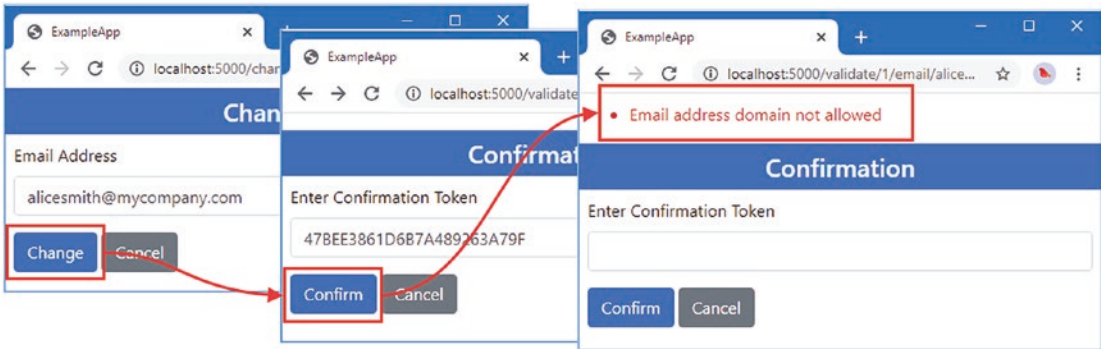 ExampleApp
localhost:5000/char
Chan
Email Address
alicesmith@mycompany.com
Change
Cancel
ExampleApp
localhost:5000/validate
Confirmat
Enter Confirmation Token
47BEE3861D6B7A489263A79F
Confirm
Cancel
ExampleApp
localhost:5000/validate/1/email/alice...
• Email address domain not allowed
Confirmation
Enter Confirmation Token
Confirm
Cancel